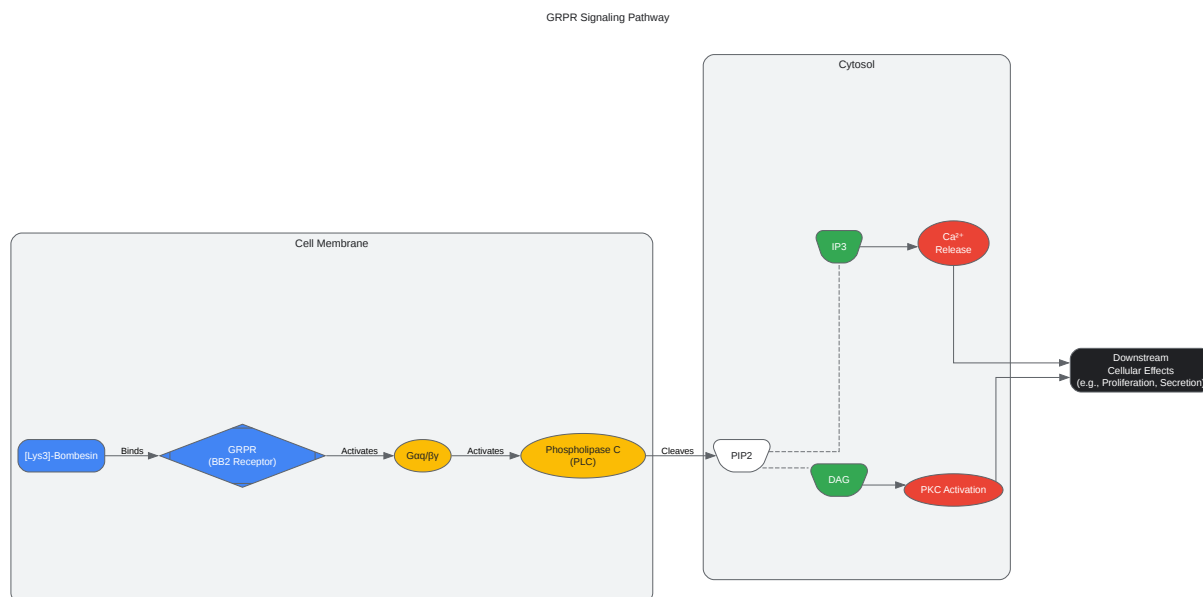 GRPR Signaling Pathway
Cytosol
Cell Membrane
IP3
Ca²⁺
Release
Downstream
Cellular Effects
(e.g., Proliferation, Secretion)
[Lys3]-Bombesin
Binds
GRPR
(BB2 Receptor)
Activates
Gαq/βγ
Activates
Phospholipase C
(PLC)
Cleaves
PIP2
DAG
PKC Activation